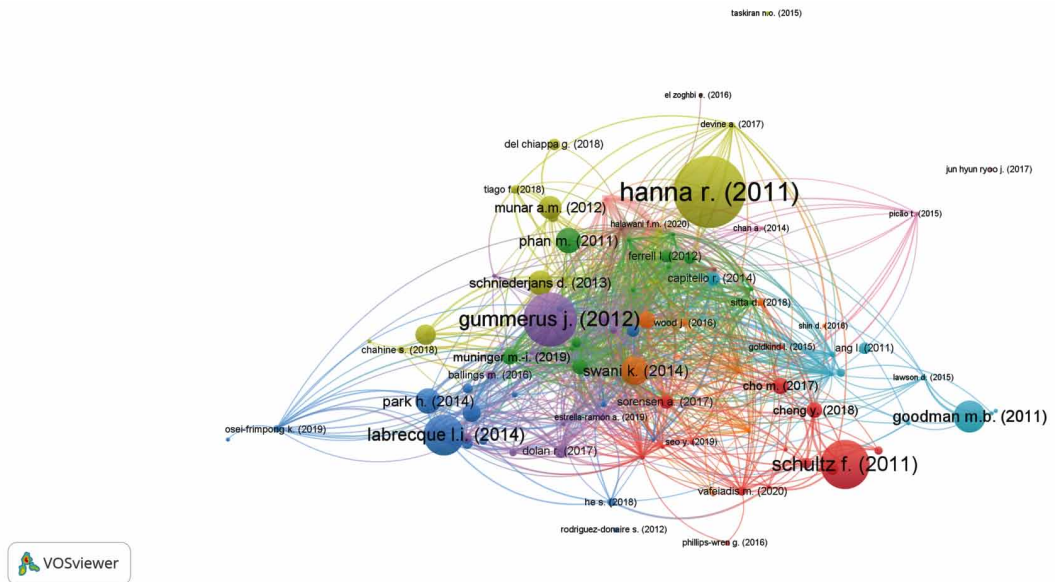 taskiran n.o. (2015)
el zoghbi e. (2016)
devine a. (2017)
del chiappa g. (2018)
jun hyun ryoo j. (2017)
tiago f. (2018)
hanna r. (2011)
munar a.m. (2012)
picão t. (2015)
halawani f.m. (2020)
chan a. (2014)
phan m. (2011)
ferrell l. (2012)
capitello r. (2014)
schniederjans d. (2013)
sitta d. (2018)
gummerus j. (2012)
wood j. (2016)
shin d. (2016)
chahine s. (2018)
goldkind l. (2015)
ang l. (2011)
muninger m.-i. (2019)
swani k. (2014)
ballings m. (2016)
lawson d. (2015)
cho m. (2017)
park h. (2014)
sorensen a. (2017)
cheng y. (2018)
goodman m.b. (2011)
estrella-ramón a. (2019)
osei-frimpong k. (2019)
labrecque l.i. (2014)
seo y. (2019)
dolan r. (2017)
schultz f. (2011)
vafeiadis m. (2020)
he s. (2018)
rodriguez-donaire s. (2012)
phillips-wren g. (2016)
VOSviewer